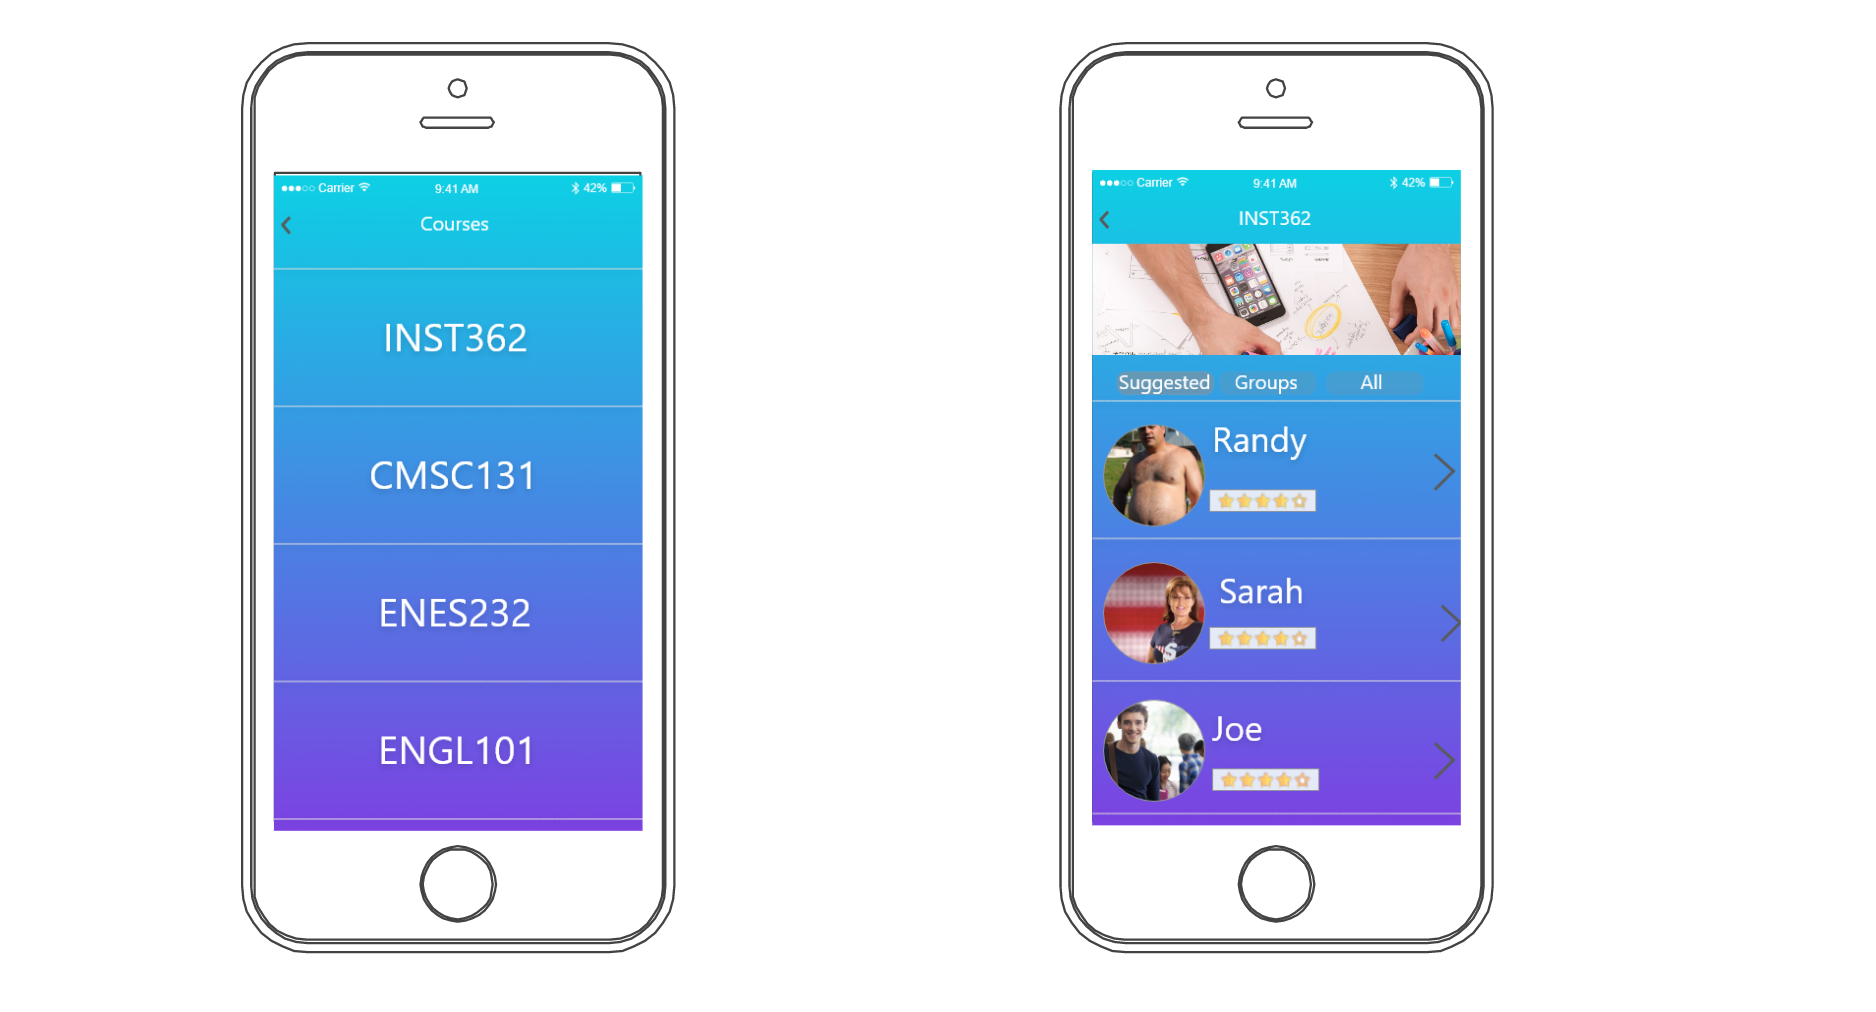 Carrier 9:41 AM 42%
Courses
INST362
CMSC131
ENES232
ENGL101
Carrier 9:41 AM 42%
INST362
Suggested Groups All
Randy
Sarah
S
Joe